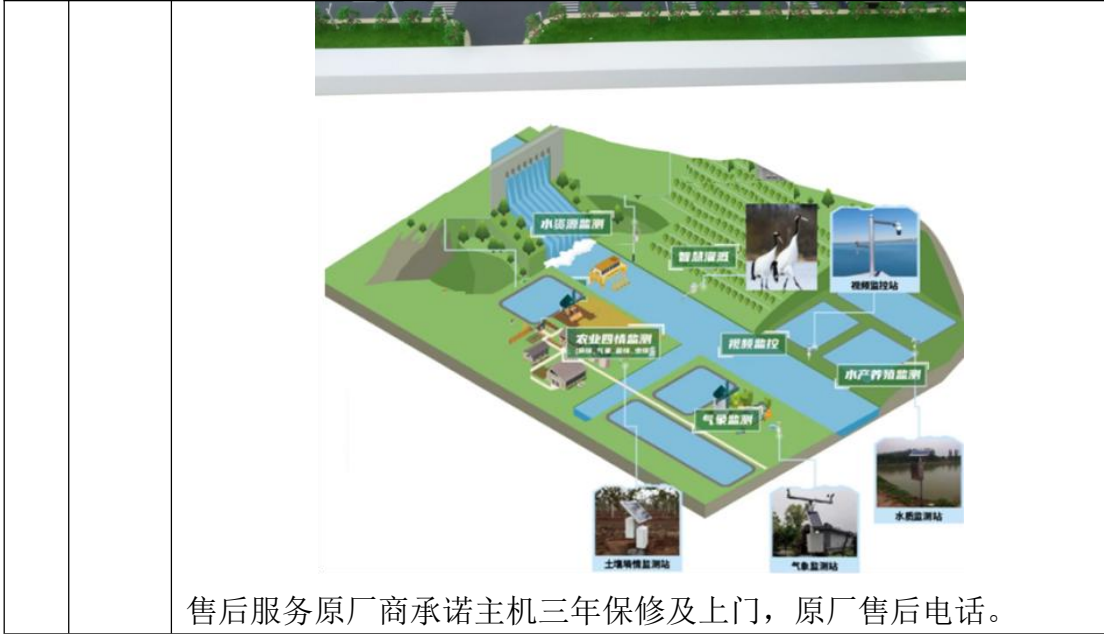 水资源监测
智慧灌溉
视频监控站
农业四情监测
视频监控
水产养殖监测
气象监测
水质监测站
土壤墒情监测站
气象监测站
售后服务原厂商承诺主机三年保修及上门，原厂售后电话。